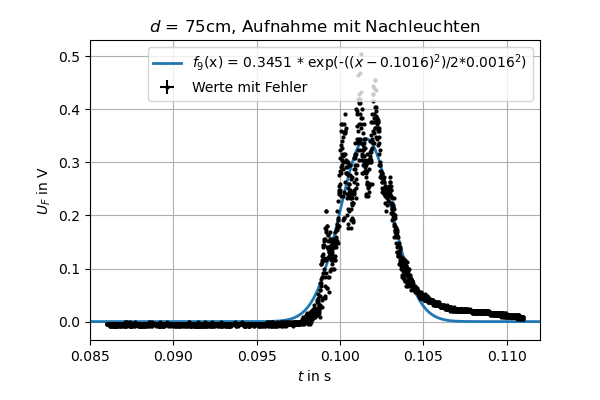 d = 75cm, Aufnahme mit Nachleuchten
f₉(x) = 0.3451 * exp(-((x − 0.1016)²)/2*0.0016²)
Werte mit Fehler
0.5
0.4
0.3
0.2
0.1
0.0
U_F in V
0.085 0.090 0.095 0.100 0.105 0.110
t in s